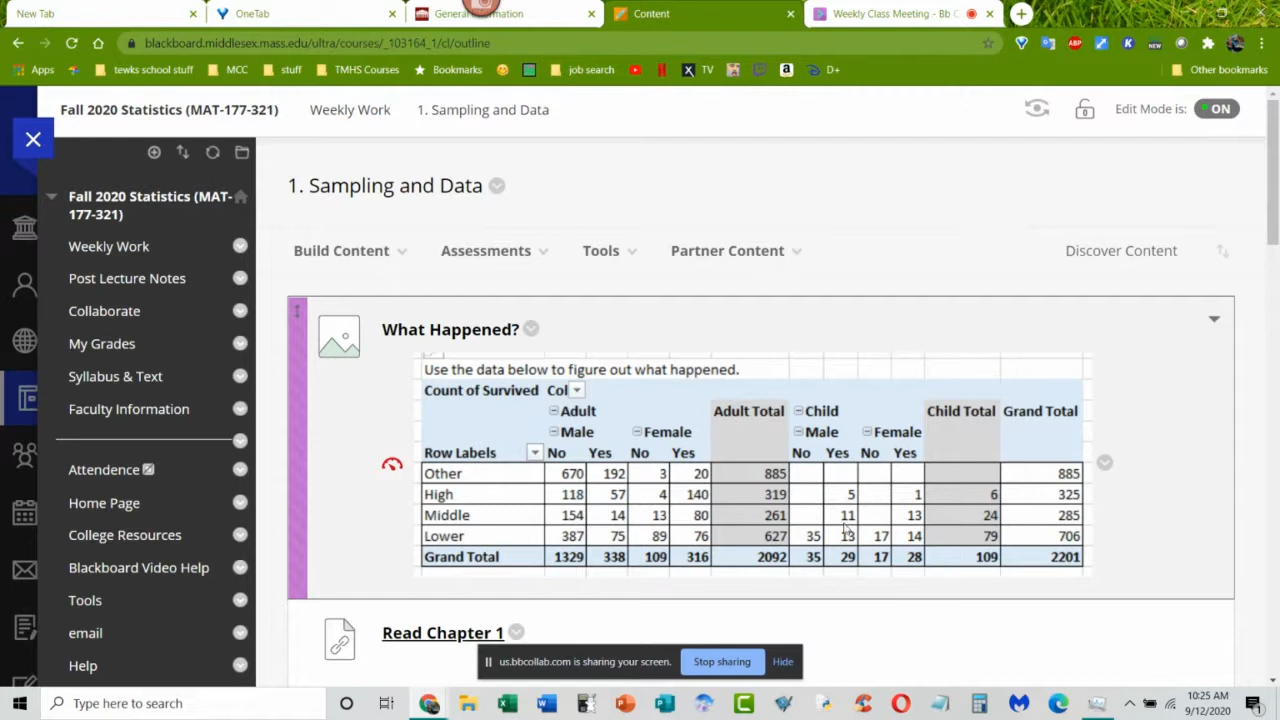 New Tab
OneTab
General Information
Content
Weekly Class Meeting - Bb C
blackboard.middlesex.mass.edu/ultra/courses/_103164_1/cl/outline
Apps tewks school stuff MCC stuff TMHS Courses Bookmarks job search TV D+ Other bookmarks
Fall 2020 Statistics (MAT-177-321) Weekly Work 1. Sampling and Data Edit Mode is: ON
Fall 2020 Statistics (MAT-
177-321)
Weekly Work
Post Lecture Notes
Collaborate
My Grades
Syllabus & Text
Faculty Information
Attendence
Home Page
College Resources
Blackboard Video Help
Tools
email
Help
1. Sampling and Data
Build Content Assessments Tools Partner Content Discover Content
What Happened?
Use the data below to figure out what happened.
Count of Survived Col
Adult Adult Total Child Child Total Grand Total
Male Female Male Female
Row Labels No Yes No Yes No Yes No Yes
Other 670 192 3 20 885 885
High 118 57 4 140 319 5 1 6 325
Middle 154 14 13 80 261 11 13 24 285
Lower 387 75 89 76 627 35 13 17 14 79 706
Grand Total 1329 338 109 316 2092 35 29 17 28 109 2201
Read Chapter 1
us.bbcollab.com is sharing your screen. Stop sharing Hide
Type here to search
10:25 AM
9/12/2020